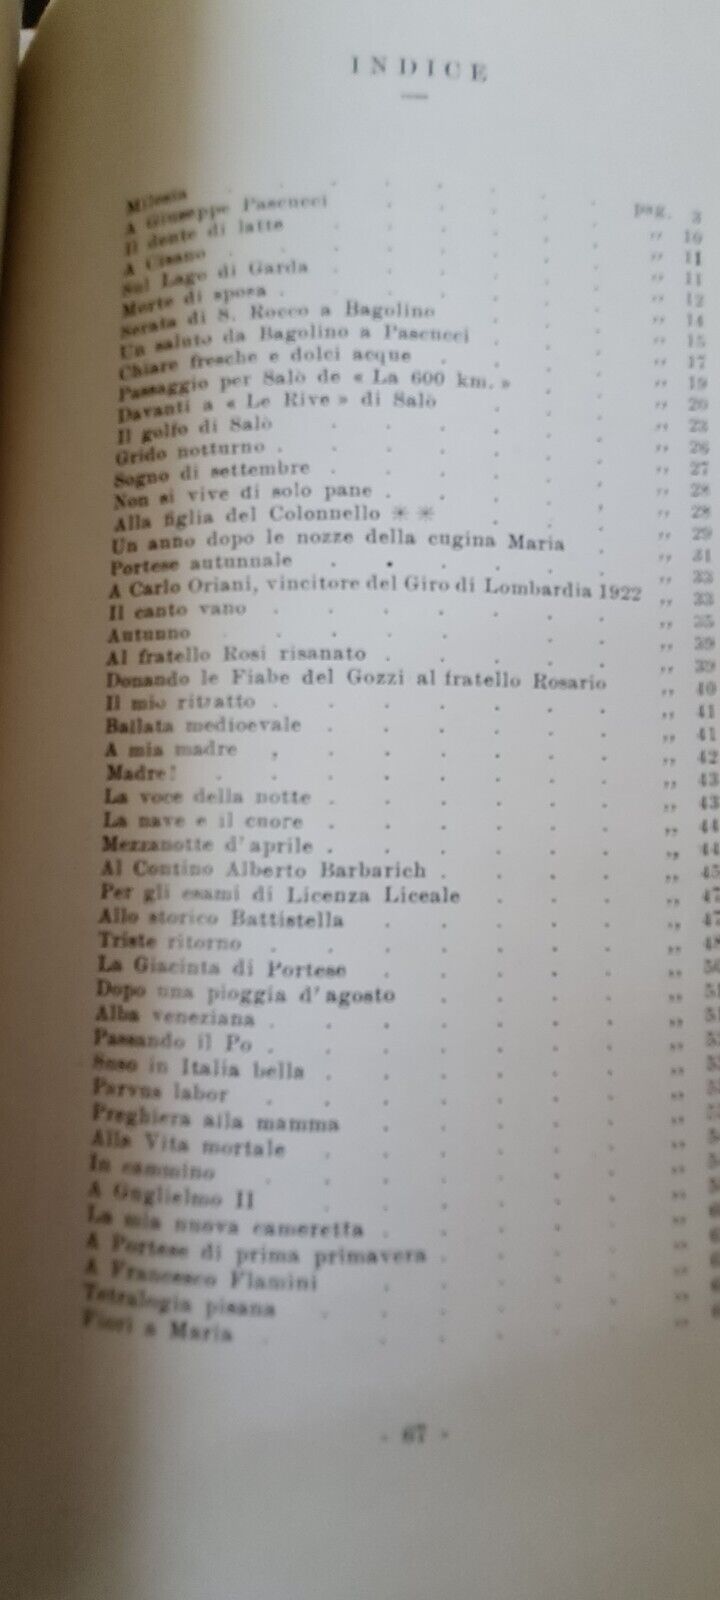 INDICE
Milesia . . . . . . . pag. 3
A Giuseppe Pascucci . . . . . „ 10
Il dente di latte . . . . . „ 11
A Cisano . . . . . . „ 11
Sul Lago di Garda . . . . . „ 12
Morte di sposa . . . . . . „ 14
Serata di S. Rocco a Bagolino . . . „ 15
Un saluto da Bagolino a Pascucci . . . „ 17
Chiare fresche e dolci acque . . . . „ 19
Passaggio per Salò de « La 600 km. » . . „ 20
Davanti a « Le Rive » di Salò . . . „ 23
Il golfo di Salò . . . . . „ 26
Grido notturno . . . . . . „ 27
Sogno di settembre . . . . . „ 28
Non si vive di solo pane . . . . . „ 28
Alla figlia del Colonnello ** . . . „ 29
Un anno dopo le nozze della cugina Maria . „ 31
Portese autunnale . . . . . . „ 33
A Carlo Oriani, vincitore del Giro di Lombardia 1922 „ 33
Il canto vano . . . . . . . „ 35
Autunno . . . . . . . „ 39
Al fratello Rosi risanato . . . . . „ 39
Donando le Fiabe del Gozzi al fratello Rosario „ 40
Il mio ritratto . . . . . . . „ 41
Ballata medioevale . . . . . . „ 41
A mia madre . . . . . . . „ 42
Madre! . . . . . . . . „ 43
La voce della notte . . . . . . „ 43
La nave e il cuore . . . . . . „ 44
Mezzanotte d'aprile . . . . . . „ 44
Al Contino Alberto Barbarich . . . . „ 45
Per gli esami di Licenza Liceale . . . „ 47
Allo storico Battistella . . . . . „ 47
Triste ritorno . . . . . . . „ 48
La Giacinta di Portese . . . . . „ 50
Dopo una pioggia d'agosto . . . . „ 51
Alba veneziana . . . . . . . „ 51
Passando il Po . . . . . . . „
Suso in Italia bella . . . . . . „
Parvus labor . . . . . . . „
Preghiera alla mamma . . . . . „
Alla Vita mortale . . . . . . „
In cammino . . . . . . „
A Guglielmo II . . . . . . „
La mia nuova cameretta . . . . . „
A Portese di prima primavera . . . . „
A Francesco Flamini . . . . . „
Tetralogia pisana . . . . . . „
Fiori a Maria . . . . . . „
- 67 -